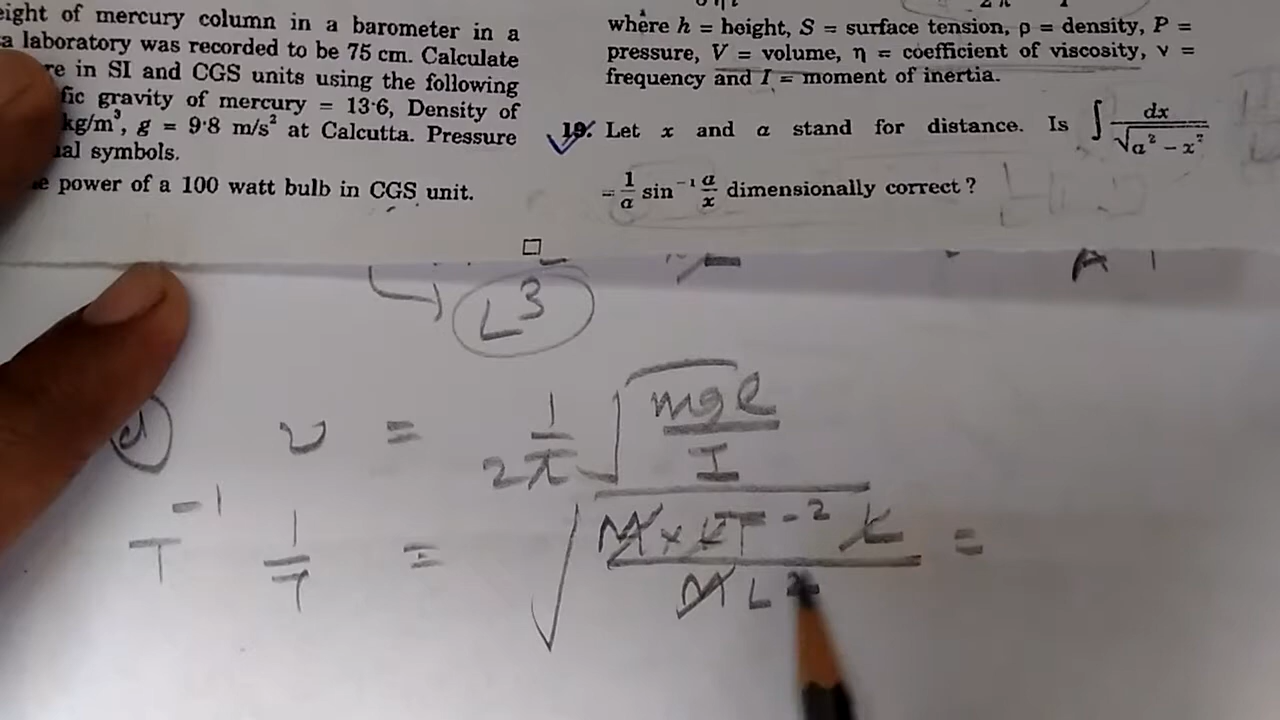 eight of mercury column in a barometer in a
a laboratory was recorded to be 75 cm. Calculate
re in SI and CGS units using the following
fic gravity of mercury = 13·6, Density of
kg/m³, g = 9·8 m/s² at Calcutta. Pressure
al symbols.
e power of a 100 watt bulb in CGS unit.
where h = height, S = surface tension, ρ = density, P =
pressure, V = volume, η = coefficient of viscosity, ν =
frequency and I = moment of inertia.
19. Let x and a stand for distance. Is ∫ dx / √(a² − x²)
= 1/a sin⁻¹ a/x dimensionally correct ?
L³
d) ν = 1/2π √(mgl / I)
T⁻¹ 1/T = √(M × LT⁻² L / M L²) =